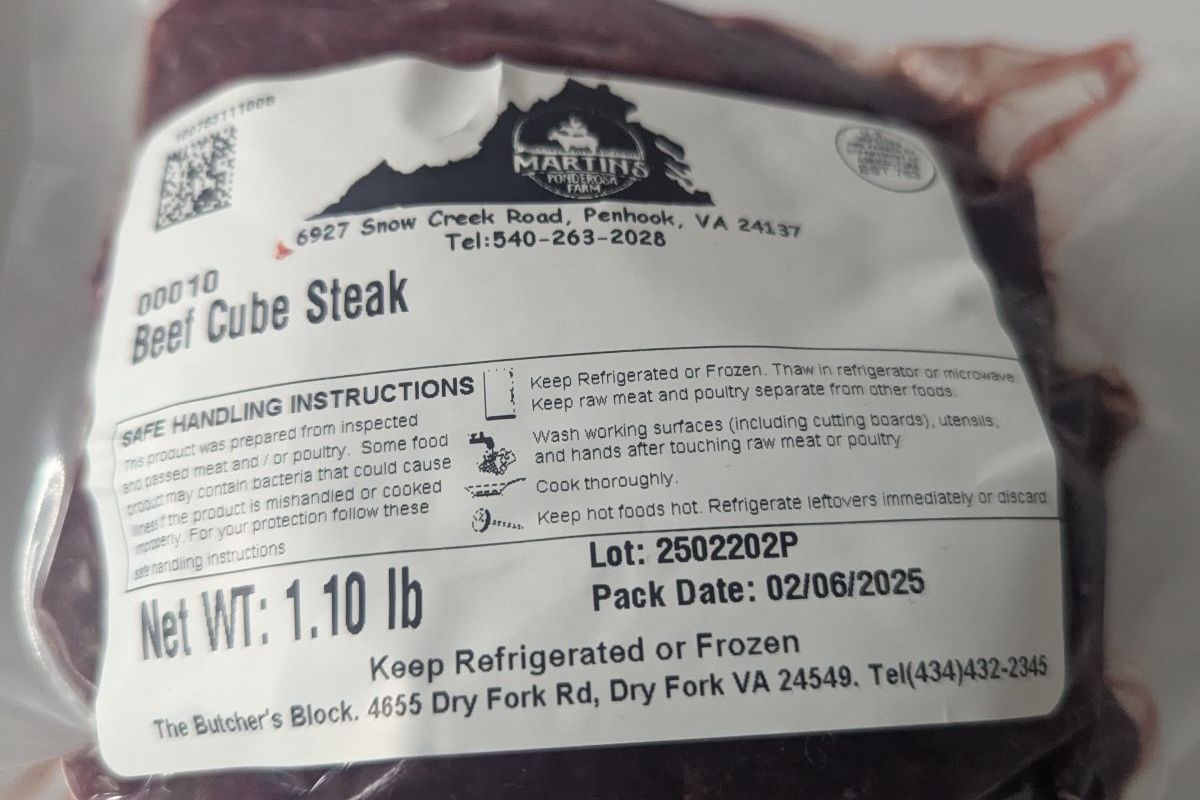 MARTIN'S
PONDEROSA
FARM
6927 Snow Creek Road, Penhook, VA 24137
Tel:540-263-2028
00010
Beef Cube Steak
SAFE HANDLING INSTRUCTIONS
This product was prepared from inspected
and passed meat and / or poultry. Some food
product may contain bacteria that could cause
illness if the product is mishandled or cooked
improperly. For your protection follow these
safe handling instructions
Keep Refrigerated or Frozen. Thaw in refrigerator or microwave.
Keep raw meat and poultry separate from other foods.
Wash working surfaces (including cutting boards), utensils,
and hands after touching raw meat or poultry
Cook thoroughly.
Keep hot foods hot. Refrigerate leftovers immediately or discard
Net WT: 1.10 lb
Lot: 2502202P
Pack Date: 02/06/2025
Keep Refrigerated or Frozen
The Butcher's Block. 4655 Dry Fork Rd, Dry Fork VA 24549. Tel(434)432-2345